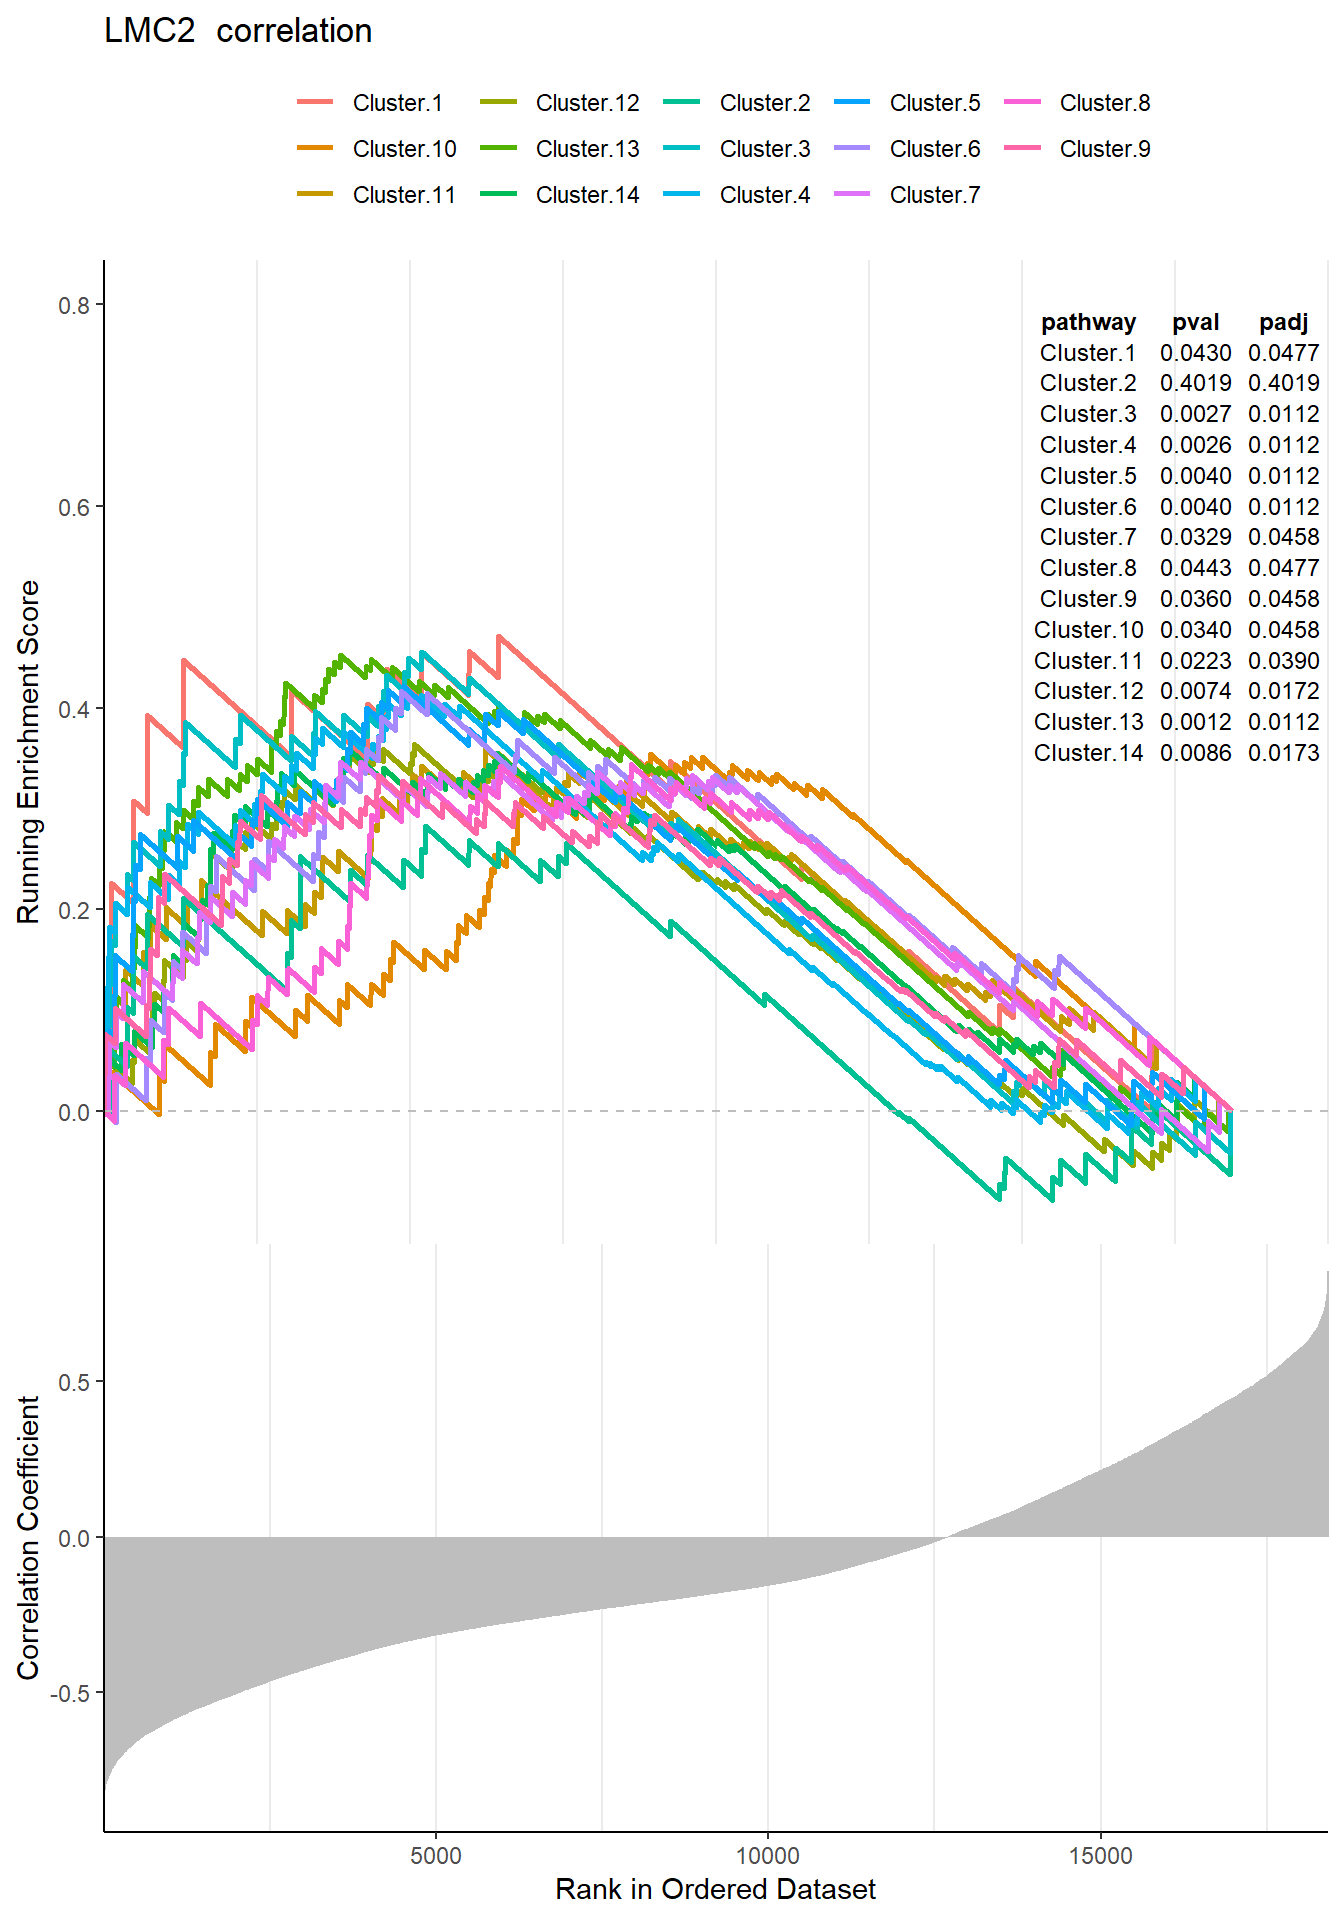 LMC2  correlation
Cluster.1 Cluster.12 Cluster.2 Cluster.5 Cluster.8
Cluster.10 Cluster.13 Cluster.3 Cluster.6 Cluster.9
Cluster.11 Cluster.14 Cluster.4 Cluster.7
Running Enrichment Score
0.8
0.6
0.4
0.2
0.0
pathway pval padj
Cluster.1 0.0430 0.0477
Cluster.2 0.4019 0.4019
Cluster.3 0.0027 0.0112
Cluster.4 0.0026 0.0112
Cluster.5 0.0040 0.0112
Cluster.6 0.0040 0.0112
Cluster.7 0.0329 0.0458
Cluster.8 0.0443 0.0477
Cluster.9 0.0360 0.0458
Cluster.10 0.0340 0.0458
Cluster.11 0.0223 0.0390
Cluster.12 0.0074 0.0172
Cluster.13 0.0012 0.0112
Cluster.14 0.0086 0.0173
Correlation Coefficient
0.5
0.0
-0.5
5000 10000 15000
Rank in Ordered Dataset